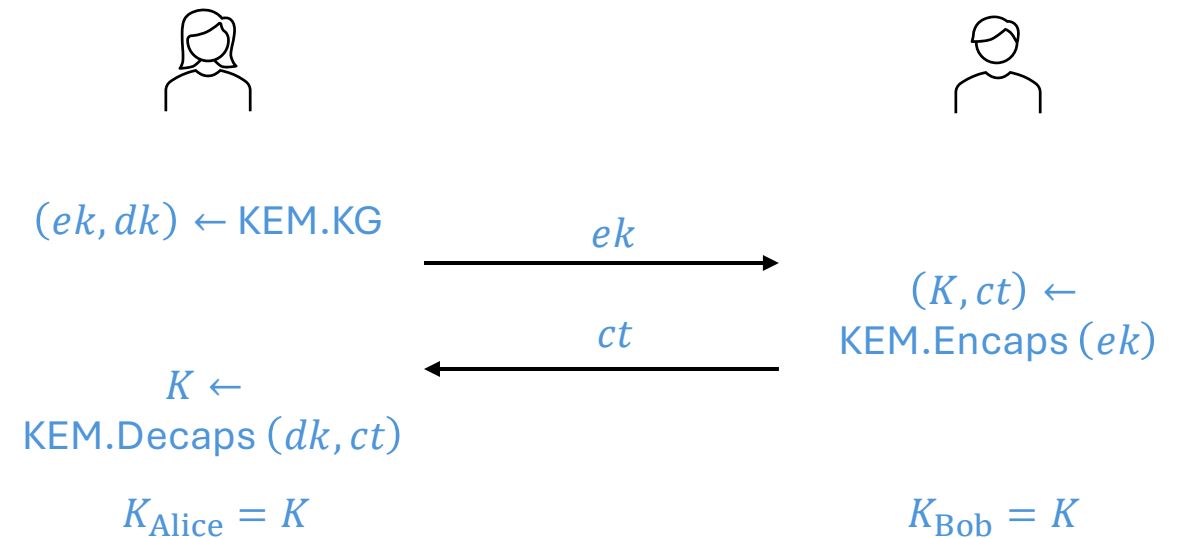 (ek, dk) ← KEM.KG
ek
(K, ct) ←
KEM.Encaps (ek)
ct
K ←
KEM.Decaps (dk, ct)
K_Alice = K
K_Bob = K